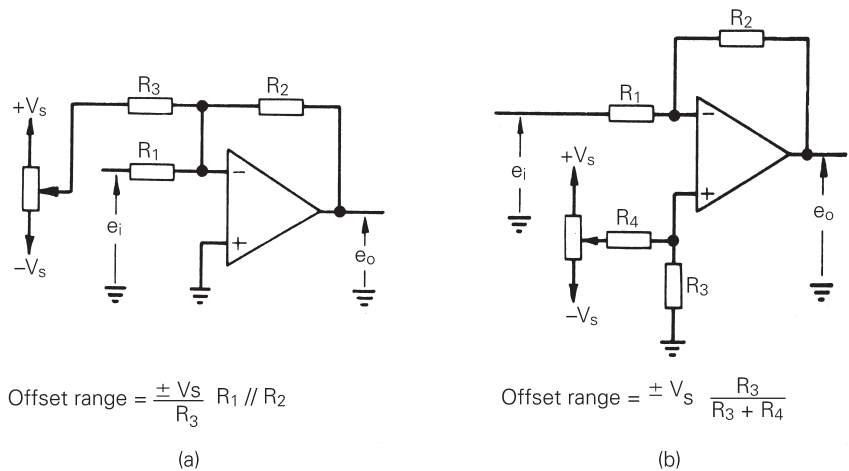 R₃
R₂
+Vₛ
R₁
−
+
eᵢ
eₒ
−Vₛ
Offset range = ± Vs / R₃ R₁ // R₂
(a)
R₂
R₁
−
+
eᵢ
+Vₛ
R₄
R₃
−Vₛ
eₒ
Offset range = ± Vₛ R₃ / R₃ + R₄
(b)